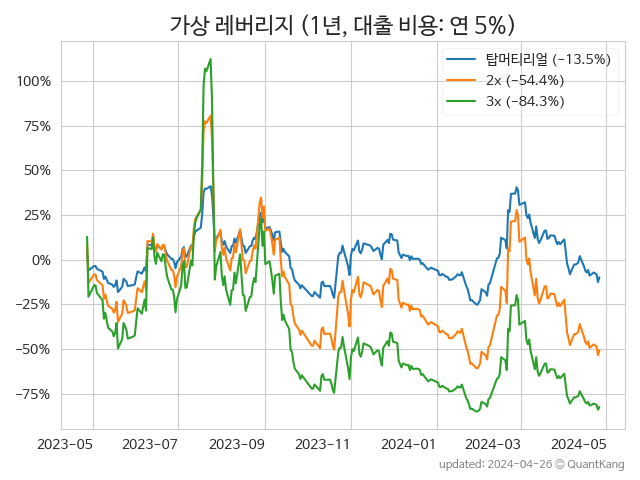 가상 레버리지 (1년, 대출 비용: 연 5%)
탑머티리얼 (−13.5%)
2x (−54.4%)
3x (−84.3%)
100%
75%
50%
25%
0%
−25%
−50%
−75%
2023-05 2023-07 2023-09 2023-11 2024-01 2024-03 2024-05
updated: 2024-04-26 © QuantKang